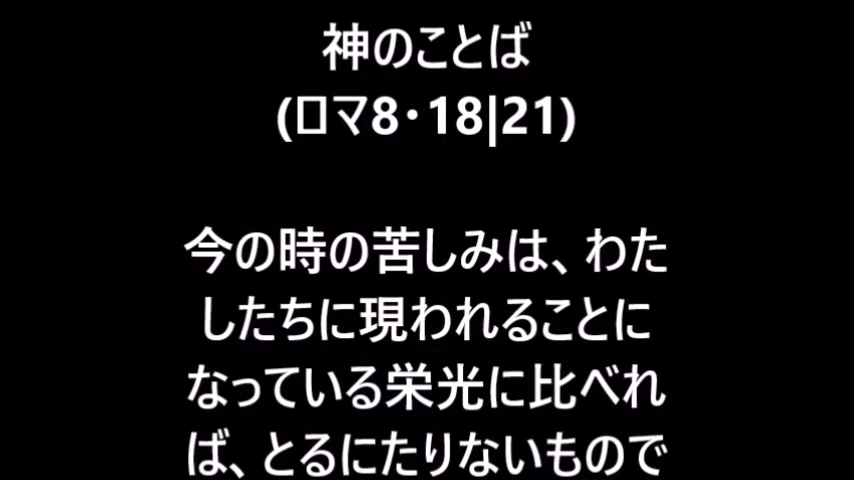 神のことば
(ロマ8・18|21)
今の時の苦しみは、わた
したちに現われることに
なっている栄光に比べれ
ば、とるにたりないもので